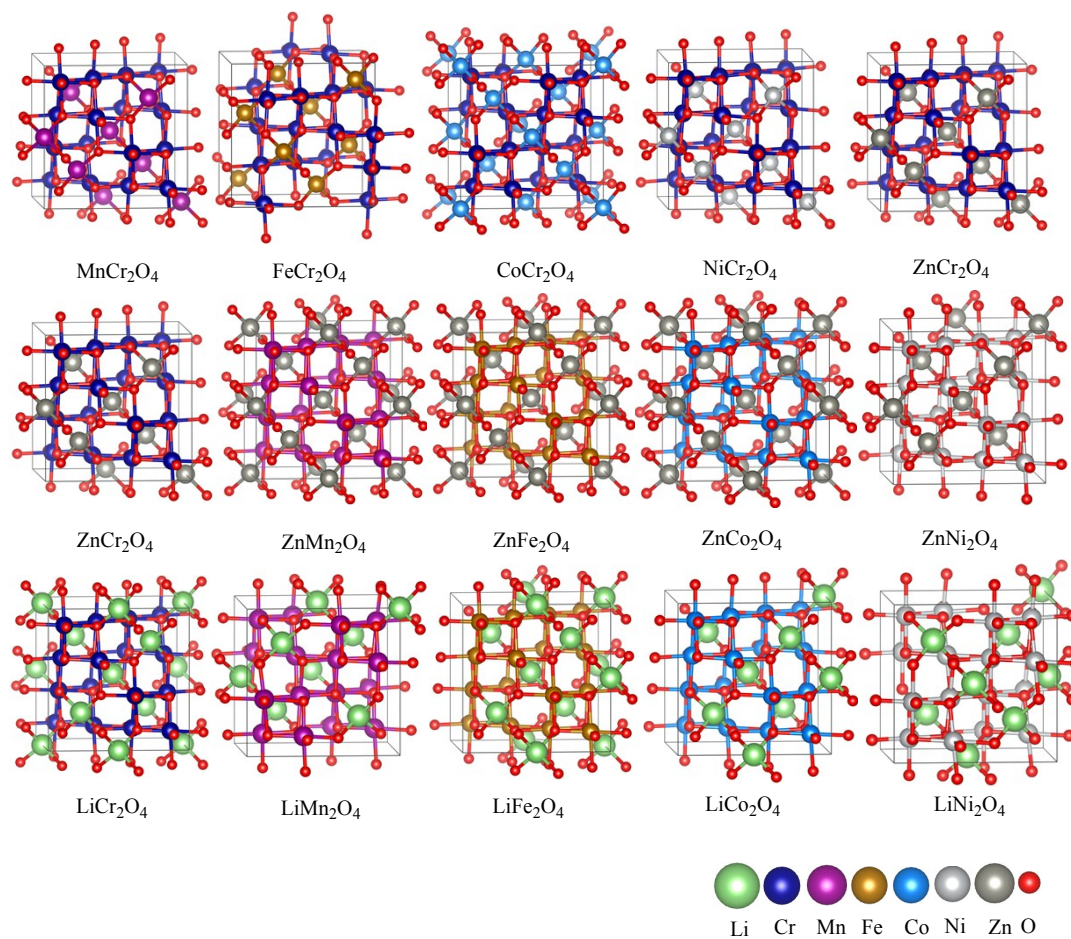 MnCr₂O₄ FeCr₂O₄ CoCr₂O₄ NiCr₂O₄ ZnCr₂O₄
ZnCr₂O₄ ZnMn₂O₄ ZnFe₂O₄ ZnCo₂O₄ ZnNi₂O₄
LiCr₂O₄ LiMn₂O₄ LiFe₂O₄ LiCo₂O₄ LiNi₂O₄
Li Cr Mn Fe Co Ni Zn O